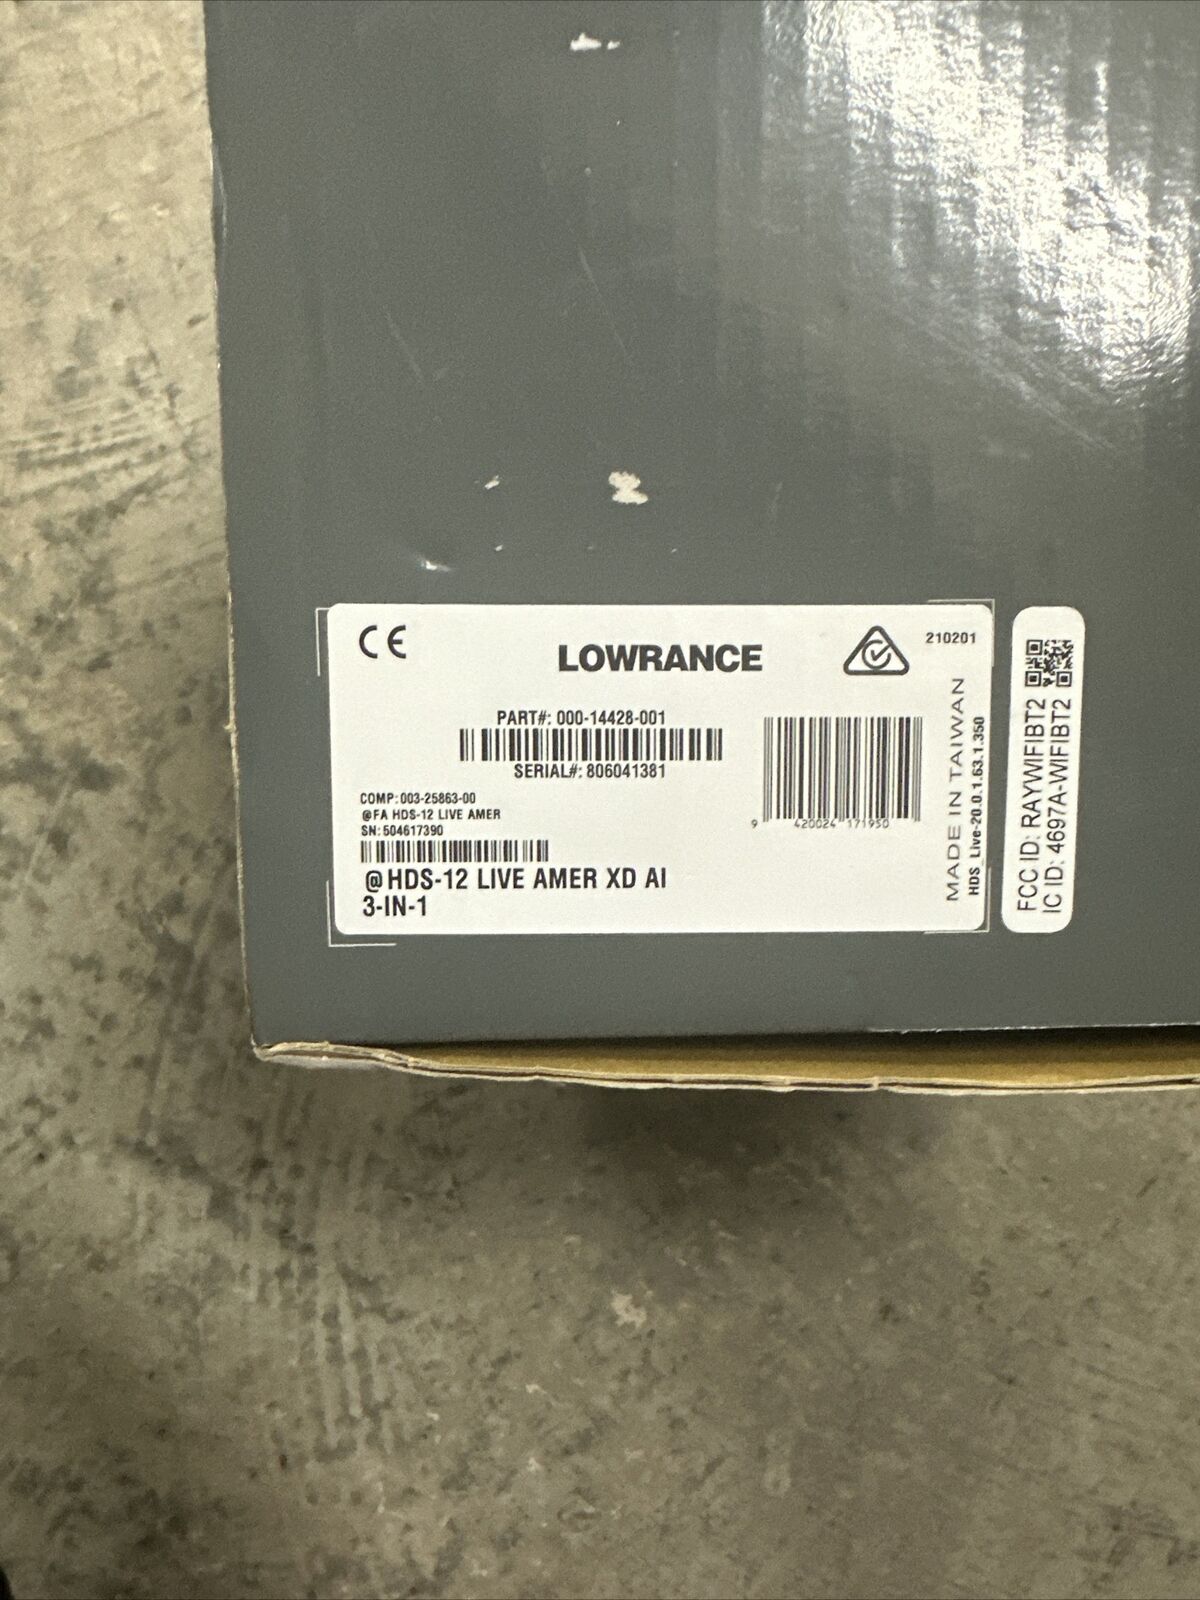 CE
LOWRANCE
210201
PART#: 000-14428-001
SERIAL#: 806041381
COMP: 003-25863-00
@FA HDS-12 LIVE AMER
SN: 504617390
@HDS-12 LIVE AMER XD AI
3-IN-1
9 420024 171950
MADE IN TAIWAN
HDS_Live-20.0.1.63.1.350
FCC ID: RAYWIFIBT2
IC ID: 4697A-WIFIBT2